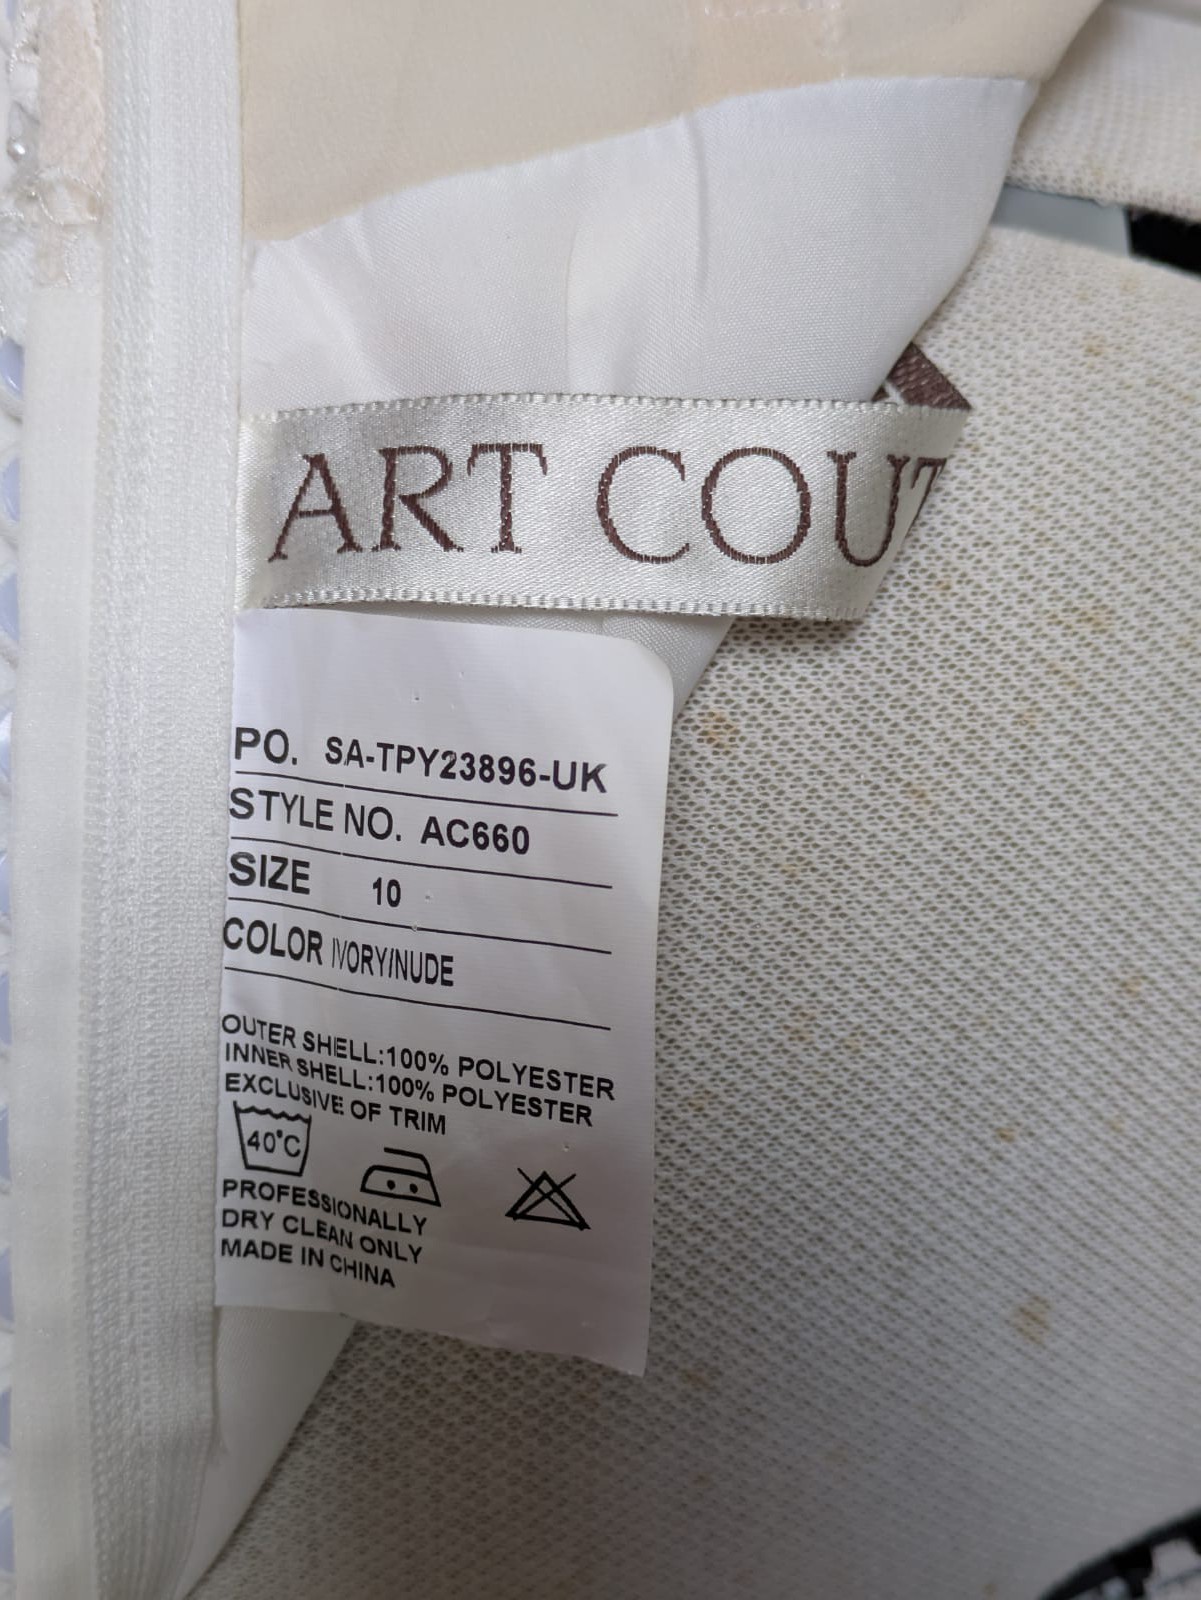 ART COUT
PO. SA-TPY23896-UK
STYLE NO. AC660
SIZE 10
COLOR IVORY/NUDE
OUTER SHELL:100% POLYESTER
INNER SHELL:100% POLYESTER
EXCLUSIVE OF TRIM
40°C
PROFESSIONALLY
DRY CLEAN ONLY
MADE IN CHINA